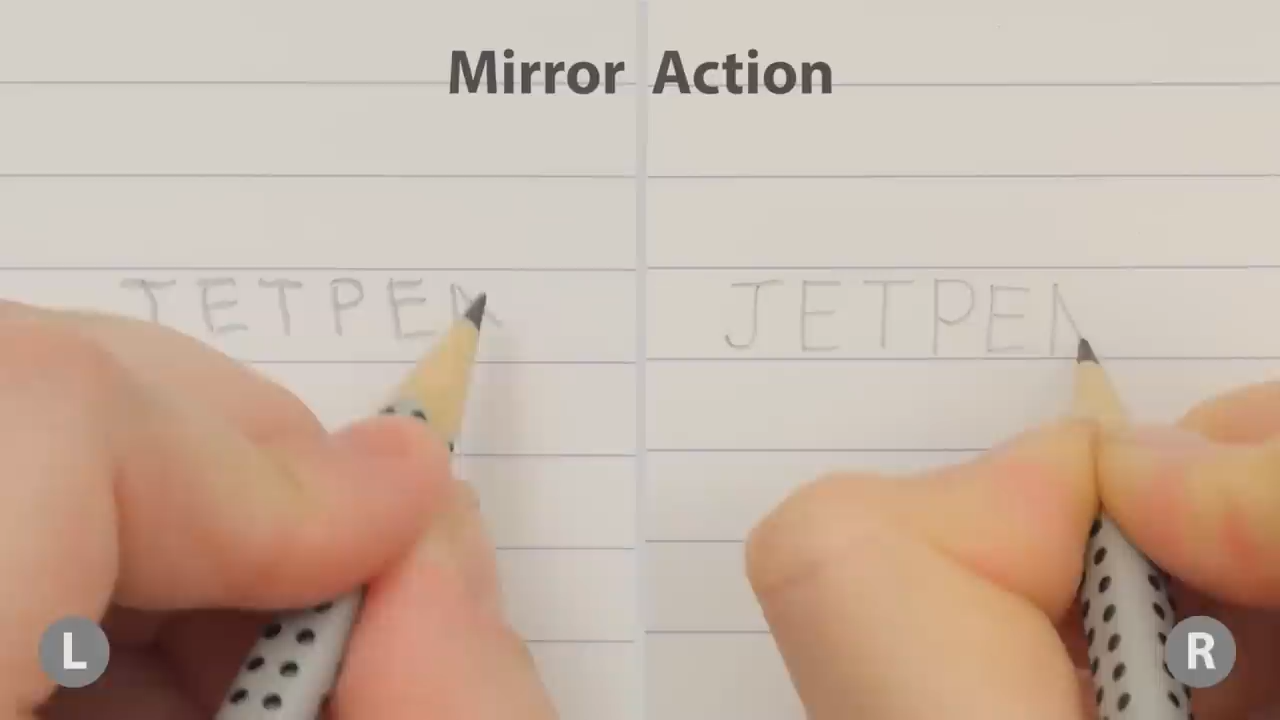 Mirror Action
JETPEN
JETPEN
L
R